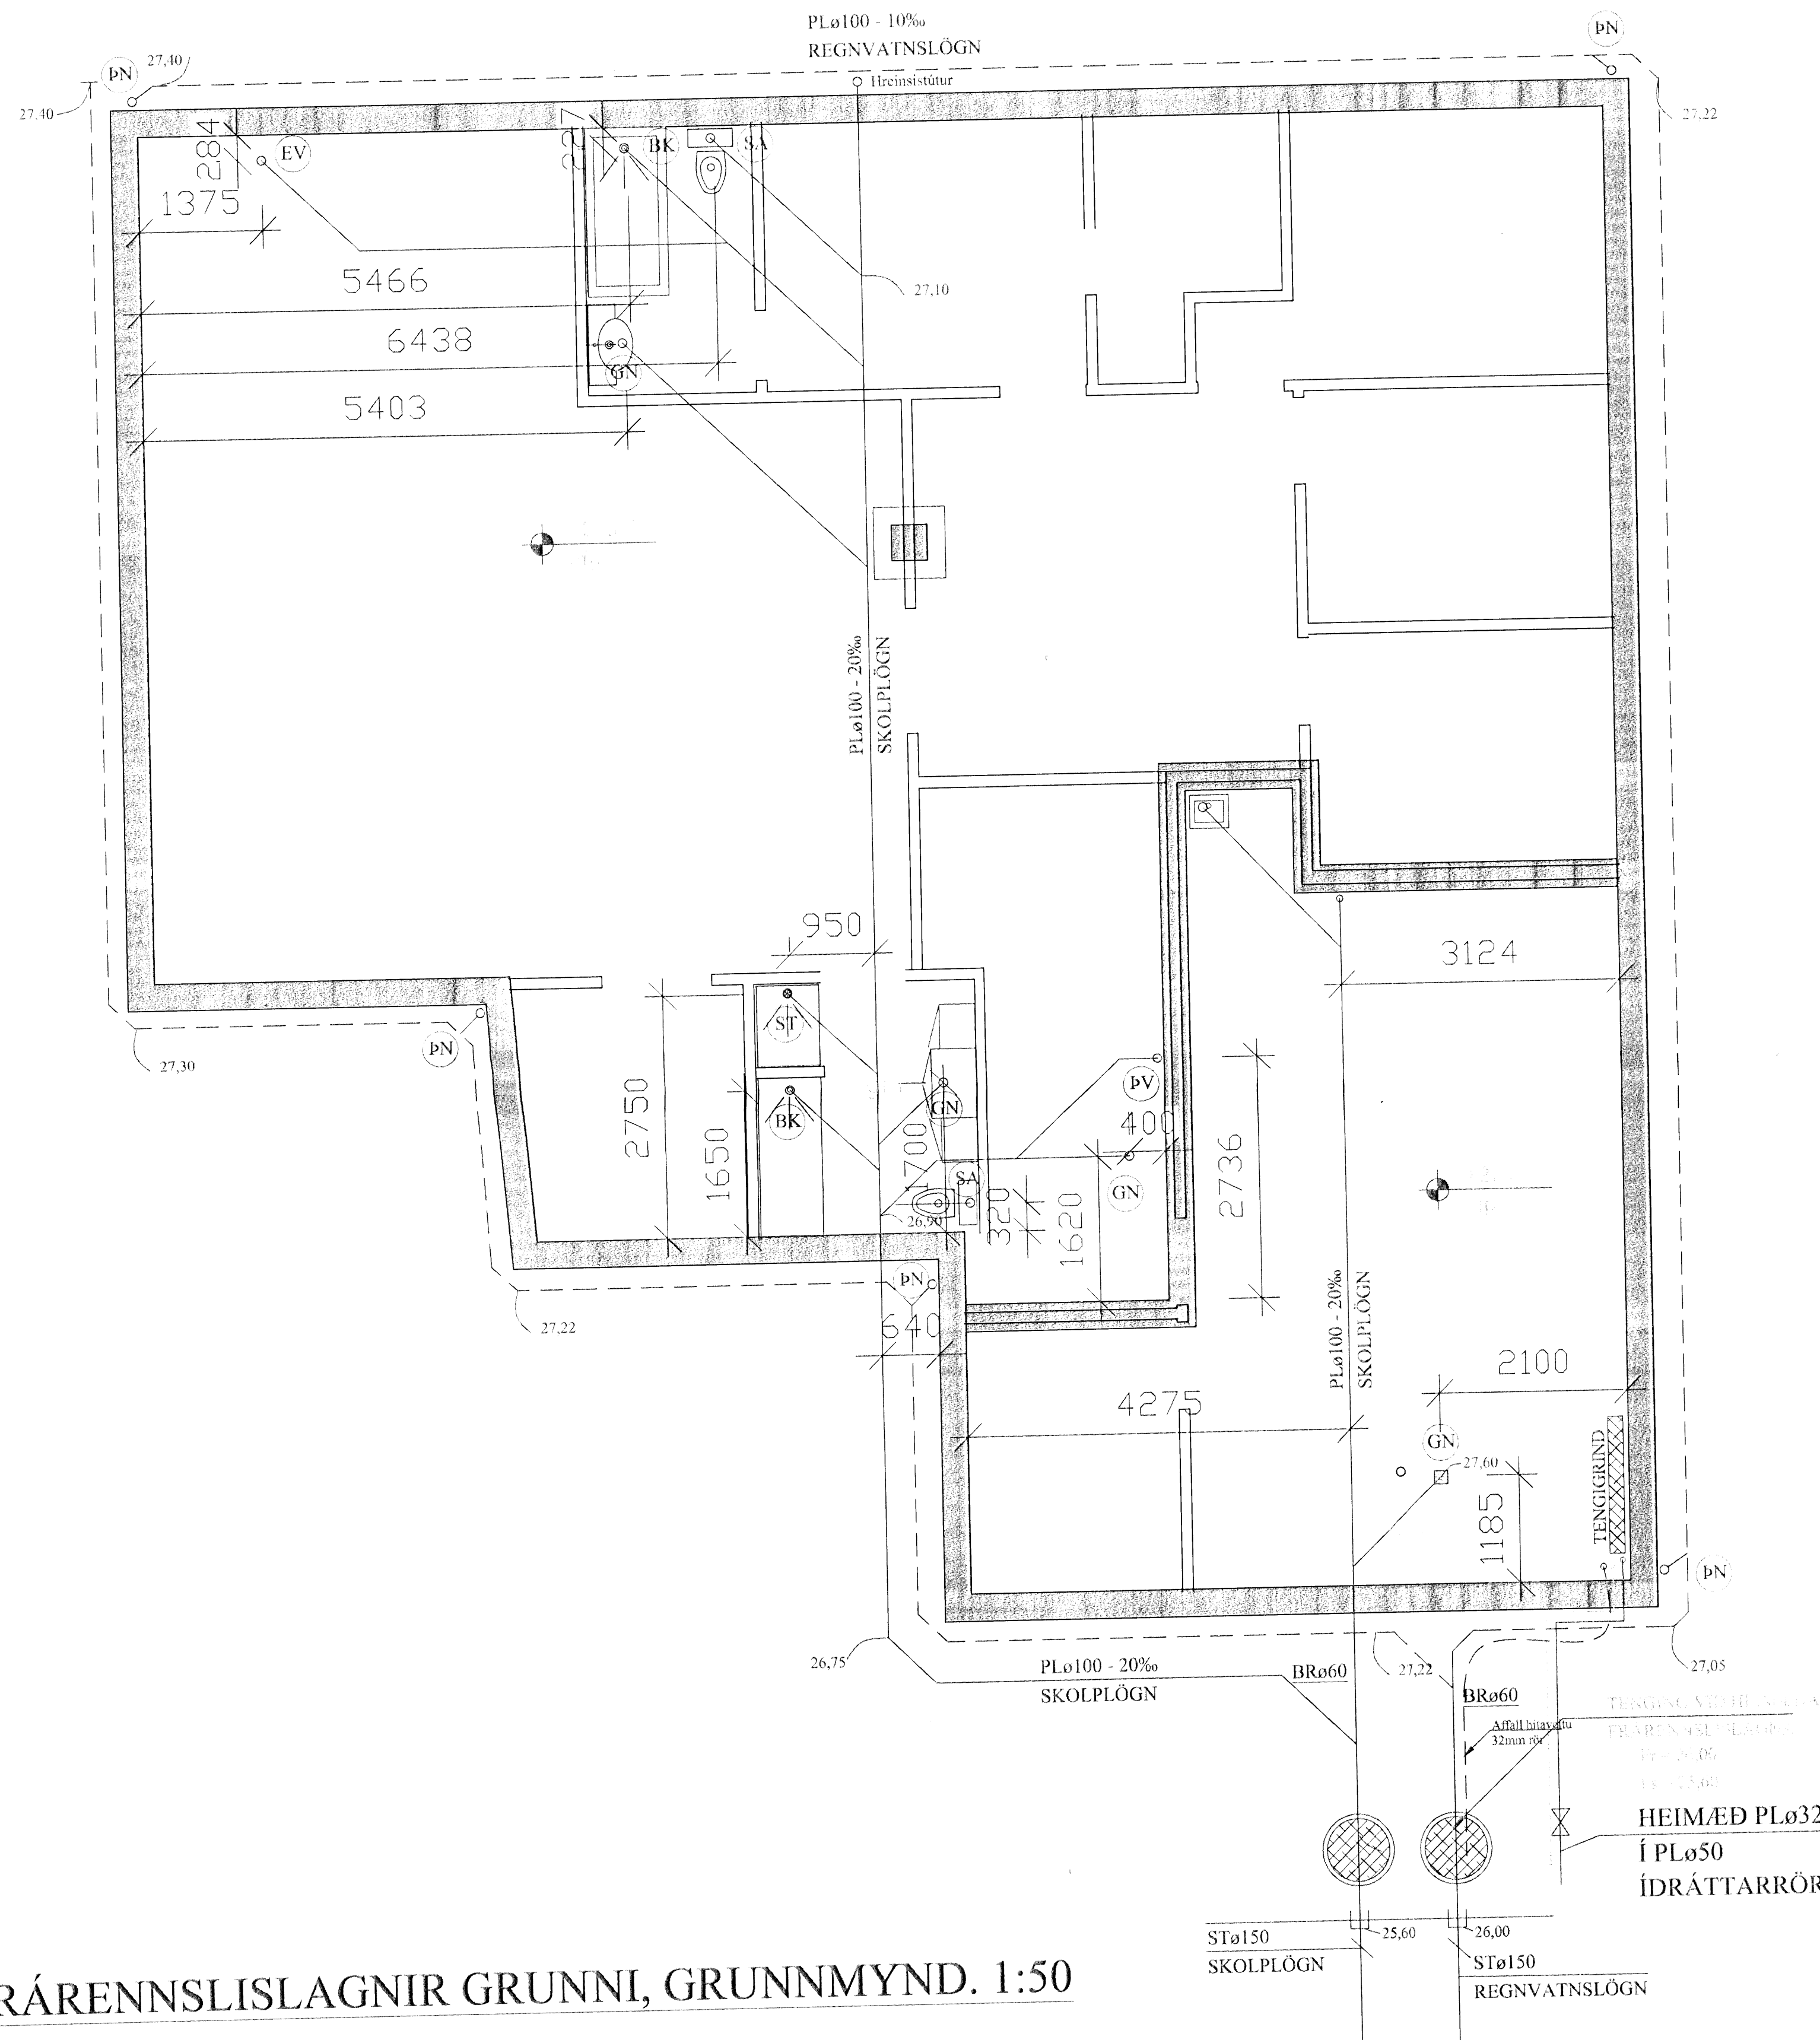 PLø100 - 10‰
REGNVATNSLÖGN
ÞN
27,40
Hreinsistútur
ÞN
27,40
27,22
284
EV
227
BK
SA
1375
5466
27,10
6438
GN
5403
PLø100 - 20‰
SKOLPLÖGN
950
3124
ST
ÞN
27,30
ÞV
GN
BK
400
2750
1650
1700
SA
GN
2736
26,90
320
1620
ÞN
27,22
640
PLø100 - 20‰
SKOLPLÖGN
2100
4275
GN
27,60
1185
TENGIGRIND
ÞN
26,75
PLø100 - 20‰
SKOLPLÖGN
BRø60
27,22
27,05
BRø60
Affall hitaveitu
32mm rör
HEIMÆÐ PLø32
Í PLø50
ÍDRÁTTARRÖR
STø150
SKOLPLÖGN
25,60
26,00
STø150
REGNVATNSLÖGN
RÁRENNSLISLAGNIR GRUNNI, GRUNNMYND. 1:50